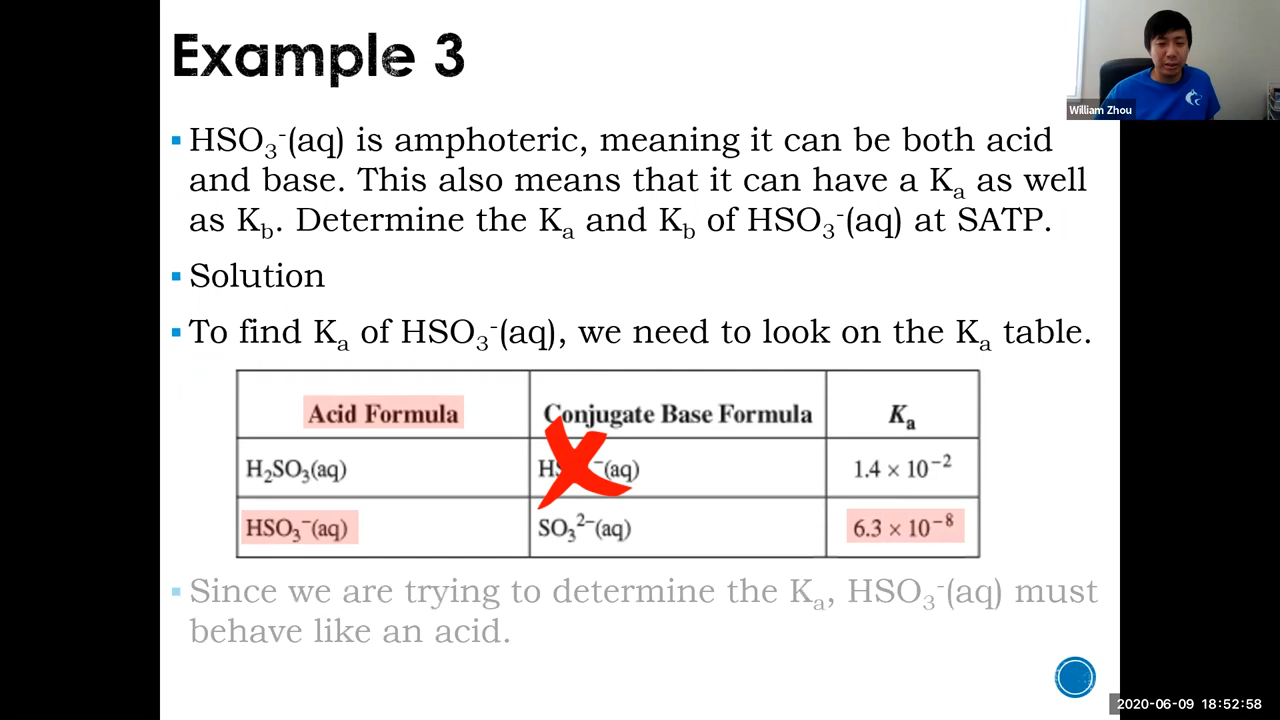 Example 3
William Zhou
▪ HSO₃⁻(aq) is amphoteric, meaning it can be both acid
and base. This also means that it can have a Kₐ as well
as K_b. Determine the Kₐ and K_b of HSO₃⁻(aq) at SATP.
▪ Solution
▪ To find Kₐ of HSO₃⁻(aq), we need to look on the Kₐ table.
Acid Formula Conjugate Base Formula Kₐ
H₂SO₃(aq) H ⁻(aq) 1.4 × 10⁻²
HSO₃⁻(aq) SO₃²⁻(aq) 6.3 × 10⁻⁸
▪ Since we are trying to determine the Kₐ, HSO₃⁻(aq) must
behave like an acid.
2020-06-09 18:52:58